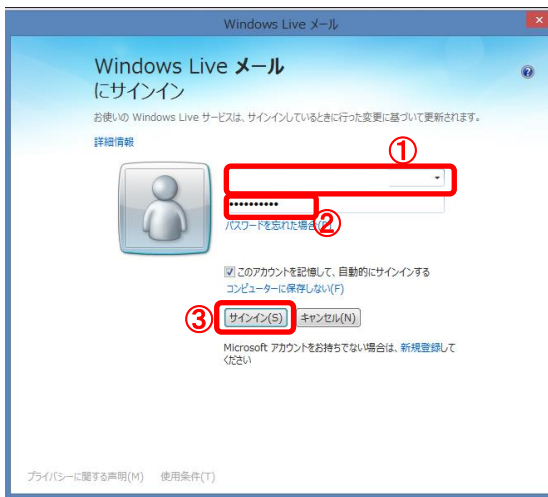 Windows Live メール
Windows Live メール
にサインイン
お使いの Windows Live サービスは、サインインしているときに行った変更に基づいて更新されます。
詳細情報
①
••••••••••
②
パスワードを忘れた場合
このアカウントを記憶して、自動的にサインインする
コンピューターに保存しない(F)
③
サインイン(S) キャンセル(N)
Microsoft アカウントをお持ちでない場合は、新規登録して
ください
プライバシーに関する声明(M) 使用条件(T)